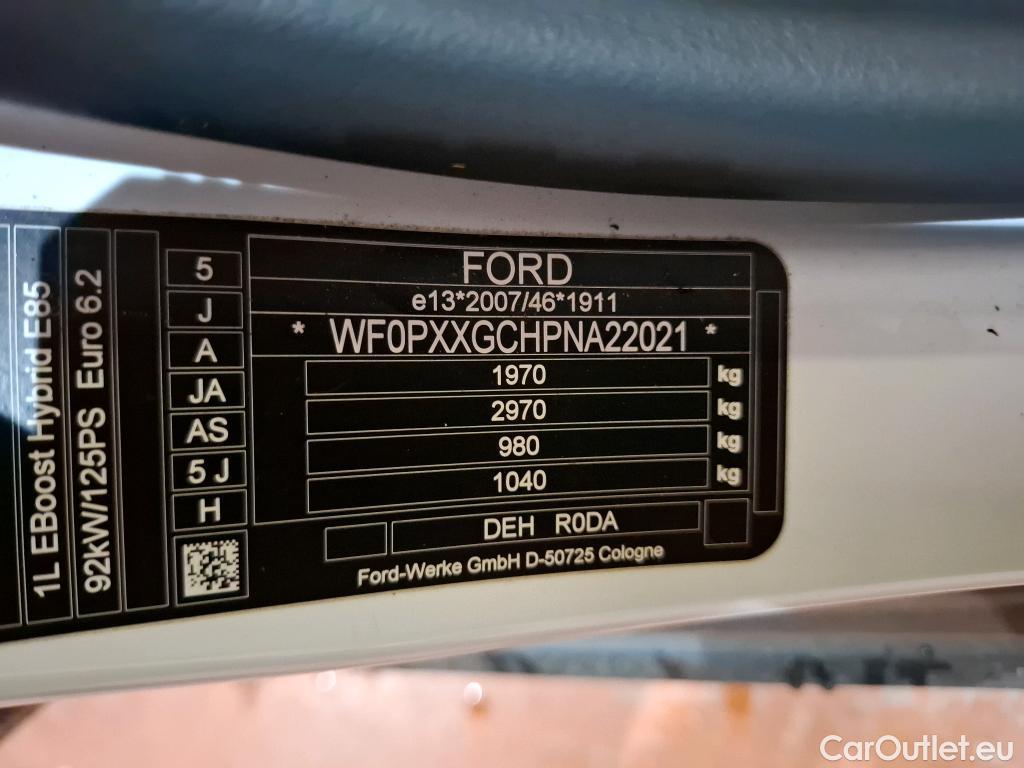 1L EBoost Hybrid E85
92kW/125PS Euro 6.2
5
J
A
JA
AS
5 J
H
FORD
e13*2007/46*1911
* WF0PXXGCHPNA22021 *
1970 kg
2970 kg
980 kg
1040 kg
DEH R0DA
Ford-Werke GmbH D-50725 Cologne
CarOutlet.eu